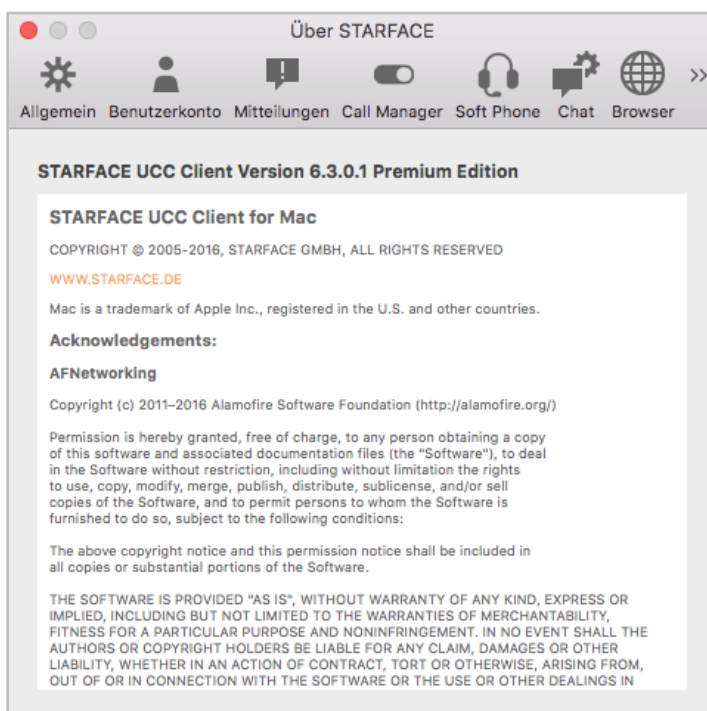 Über STARFACE
Allgemein Benutzerkonto Mitteilungen Call Manager Soft Phone Chat Browser >>
STARFACE UCC Client Version 6.3.0.1 Premium Edition
STARFACE UCC Client for Mac
COPYRIGHT © 2005-2016, STARFACE GMBH, ALL RIGHTS RESERVED
WWW.STARFACE.DE
Mac is a trademark of Apple Inc., registered in the U.S. and other countries.
Acknowledgements:
AFNetworking
Copyright (c) 2011–2016 Alamofire Software Foundation (http://alamofire.org/)
Permission is hereby granted, free of charge, to any person obtaining a copy
of this software and associated documentation files (the "Software"), to deal
in the Software without restriction, including without limitation the rights
to use, copy, modify, merge, publish, distribute, sublicense, and/or sell
copies of the Software, and to permit persons to whom the Software is
furnished to do so, subject to the following conditions:
The above copyright notice and this permission notice shall be included in
all copies or substantial portions of the Software.
THE SOFTWARE IS PROVIDED "AS IS", WITHOUT WARRANTY OF ANY KIND, EXPRESS OR
IMPLIED, INCLUDING BUT NOT LIMITED TO THE WARRANTIES OF MERCHANTABILITY,
FITNESS FOR A PARTICULAR PURPOSE AND NONINFRINGEMENT. IN NO EVENT SHALL THE
AUTHORS OR COPYRIGHT HOLDERS BE LIABLE FOR ANY CLAIM, DAMAGES OR OTHER
LIABILITY, WHETHER IN AN ACTION OF CONTRACT, TORT OR OTHERWISE, ARISING FROM,
OUT OF OR IN CONNECTION WITH THE SOFTWARE OR THE USE OR OTHER DEALINGS IN